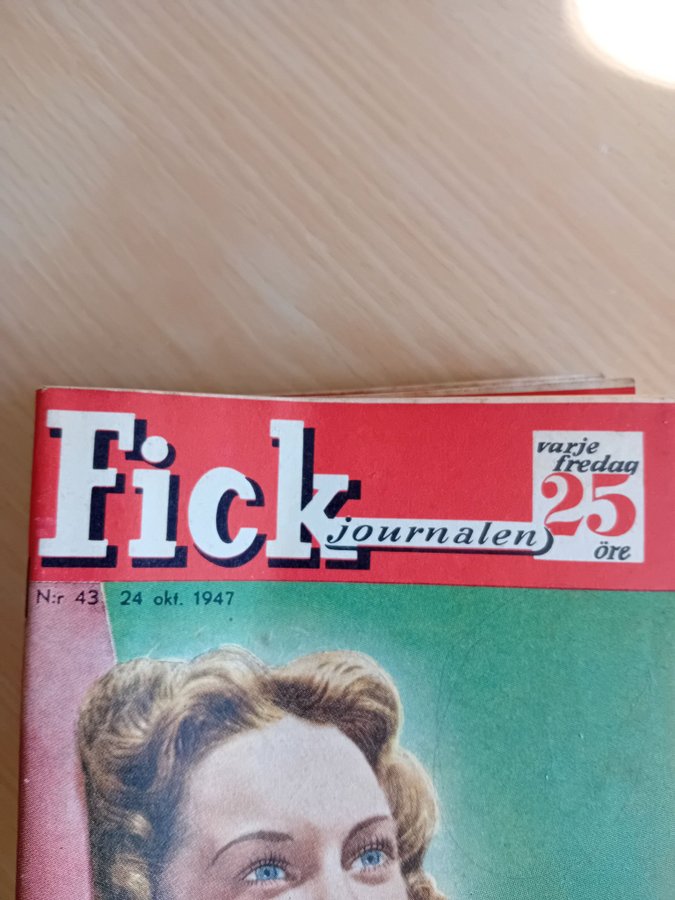 Fick
journalen
varje
fredag
25
öre
N:r 43. 24 okt. 1947